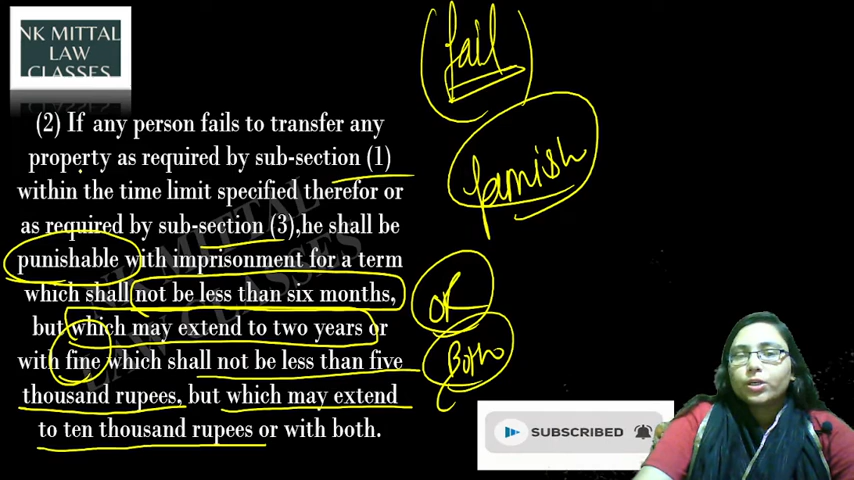 NK MITTAL
LAW
CLASSES
(2) If any person fails to transfer any
property as required by sub-section (1)
within the time limit specified therefor or
as required by sub-section (3),he shall be
punishable with imprisonment for a term
which shall not be less than six months,
but which may extend to two years or
with fine which shall not be less than five
thousand rupees, but which may extend
to ten thousand rupees or with both.
fail
OR
Both
NK MITTAL
LAW CLASSES
SUBSCRIBED